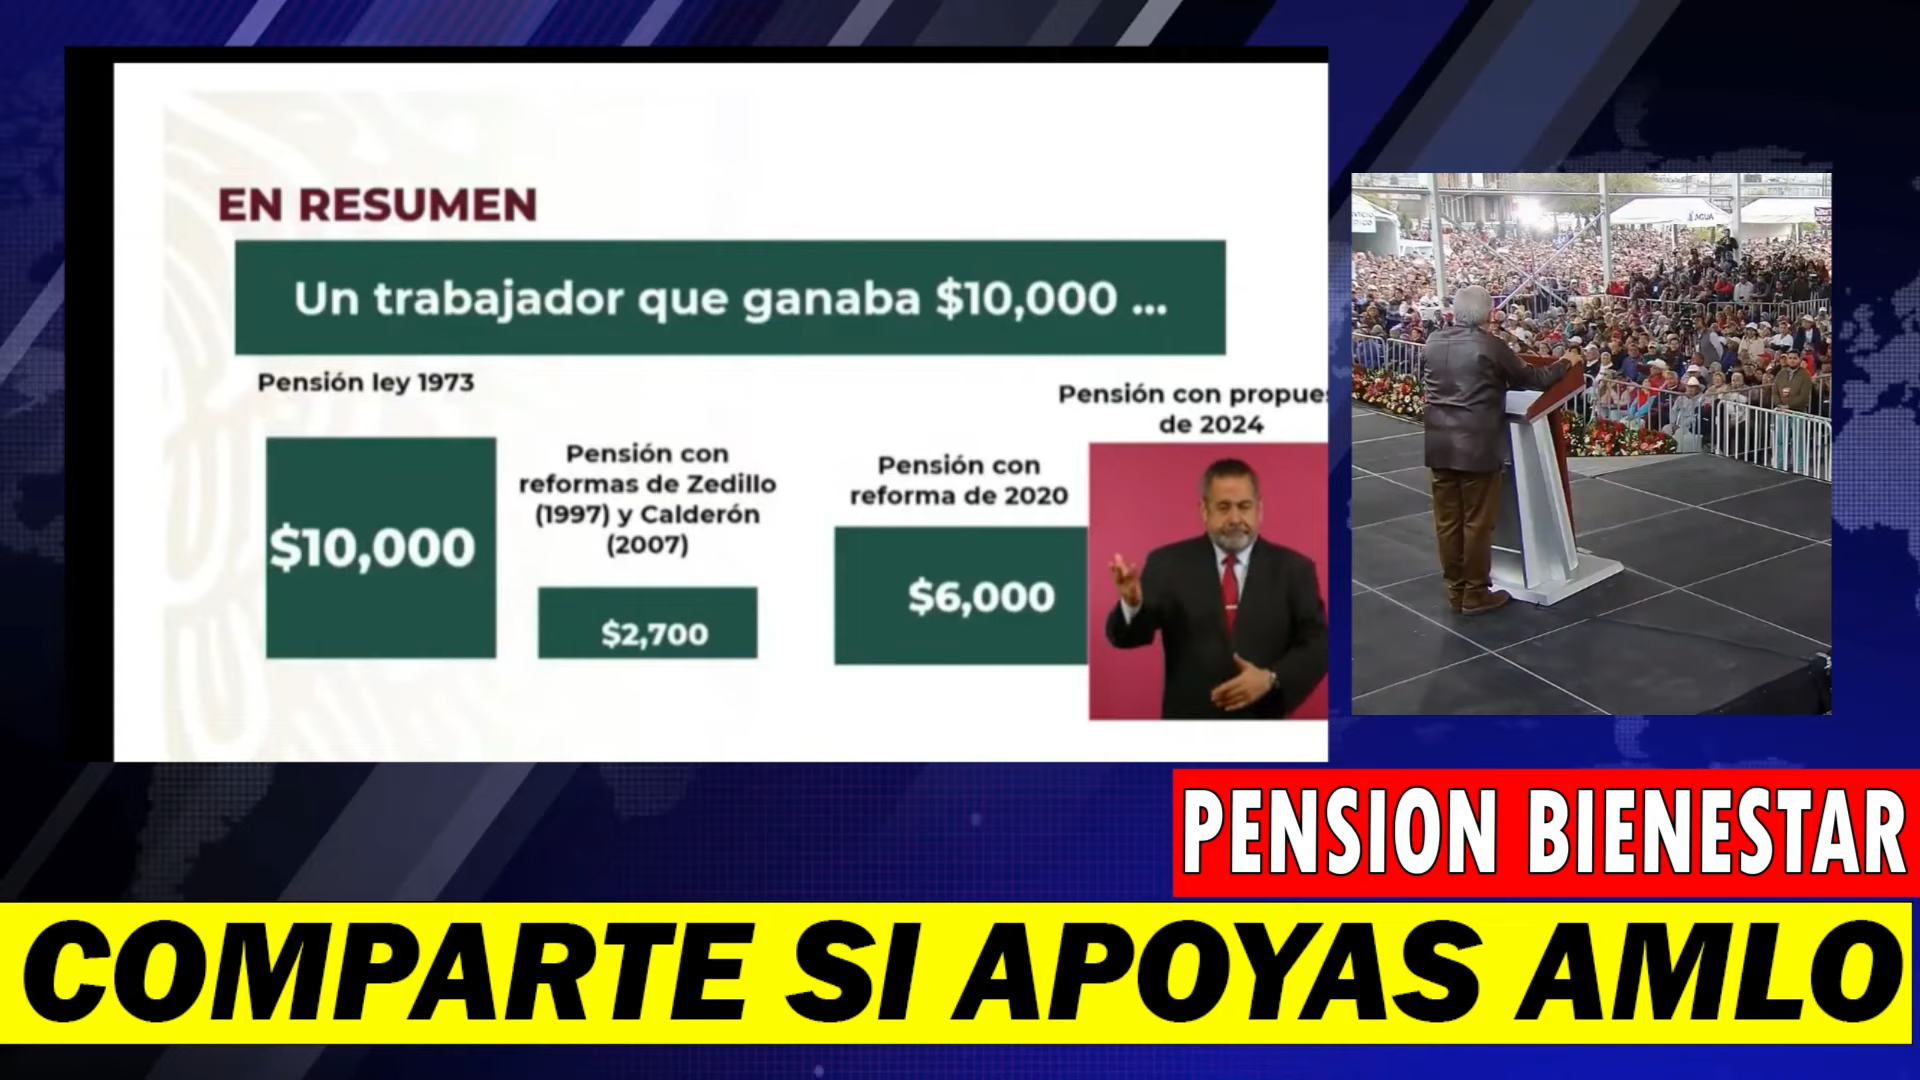 EN RESUMEN
Un trabajador que ganaba $10,000 ...
Pensión ley 1973
$10,000
Pensión con
reformas de Zedillo
(1997) y Calderón
(2007)
$2,700
Pensión con
reforma de 2020
$6,000
Pensión con propues
de 2024
AGUA
PENSION BIENESTAR
COMPARTE SI APOYAS AMLO